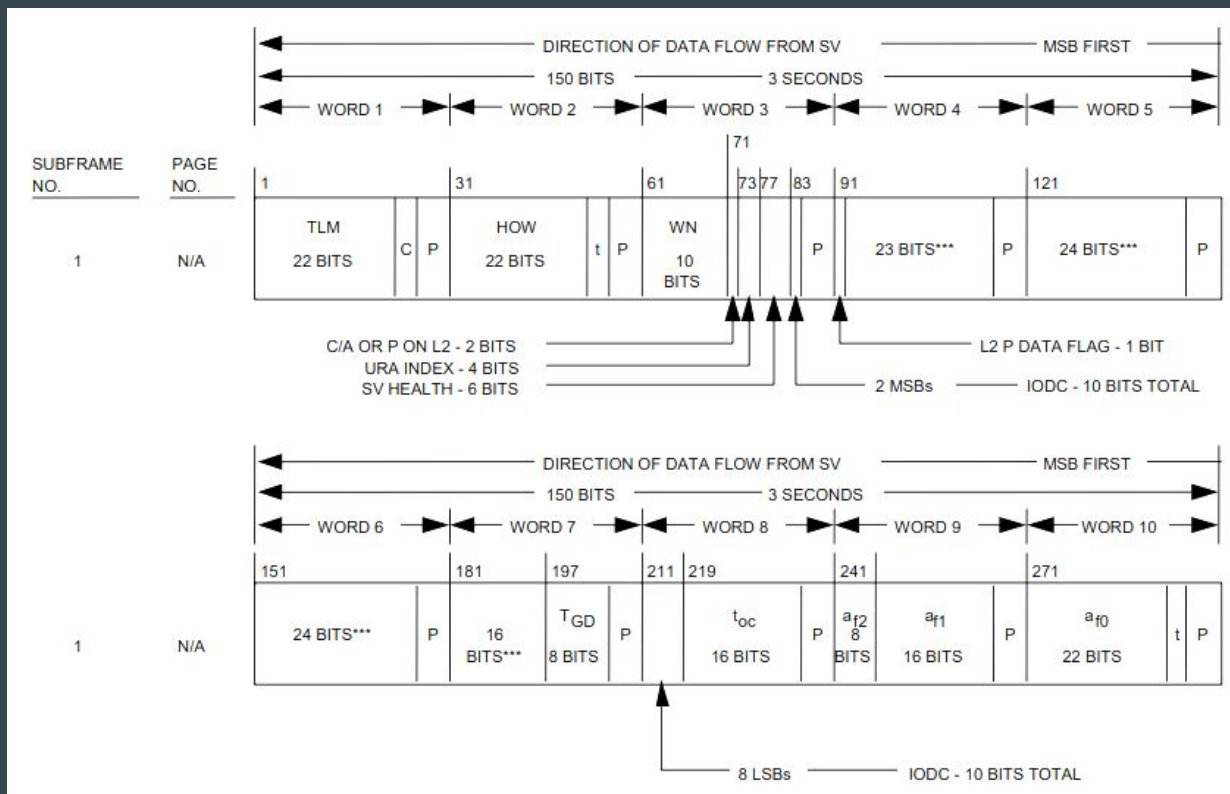 DIRECTION OF DATA FLOW FROM SV MSB FIRST
150 BITS 3 SECONDS
WORD 1 WORD 2 WORD 3 WORD 4 WORD 5
SUBFRAME NO.
PAGE NO.
71
1 31 61 73 77 83 91 121
TLM
22 BITS
C
P
HOW
22 BITS
t
P
WN
10
BITS
P
23 BITS***
P
24 BITS***
P
1
N/A
C/A OR P ON L2 - 2 BITS
URA INDEX - 4 BITS
SV HEALTH - 6 BITS
L2 P DATA FLAG - 1 BIT
2 MSBs IODC - 10 BITS TOTAL
DIRECTION OF DATA FLOW FROM SV MSB FIRST
150 BITS 3 SECONDS
WORD 6 WORD 7 WORD 8 WORD 9 WORD 10
151 181 197 211 219 241 271
1
N/A
24 BITS***
P
16
BITS***
T GD
8 BITS
P
t oc
16 BITS
P
a f2
8
BITS
a f1
16 BITS
P
a f0
22 BITS
t
P
8 LSBs IODC - 10 BITS TOTAL